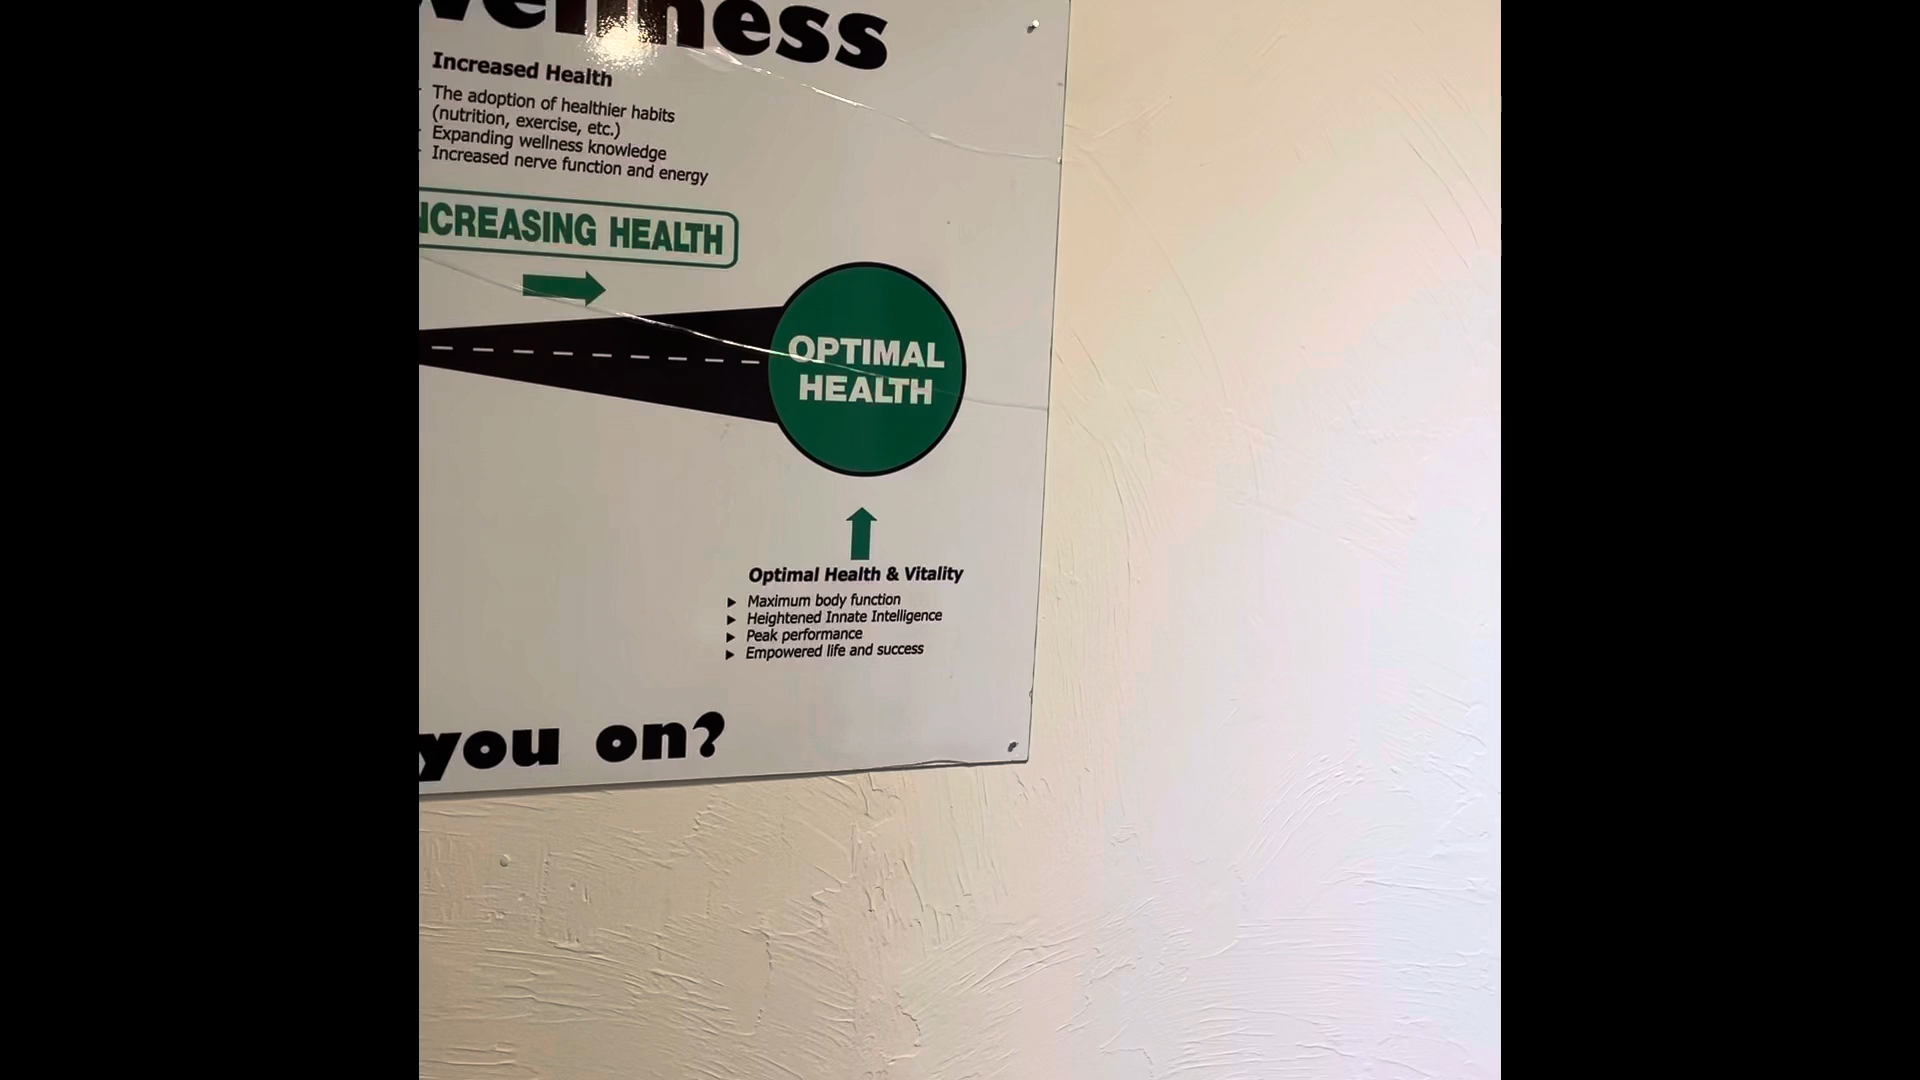 Increased Health
The adoption of healthier habits
(nutrition, exercise, etc.)
Expanding wellness knowledge
Increased nerve function and energy
NCREASING HEALTH
OPTIMAL
HEALTH
Optimal Health & Vitality
Maximum body function
Heightened Innate Intelligence
Peak performance
Empowered life and success
you on?